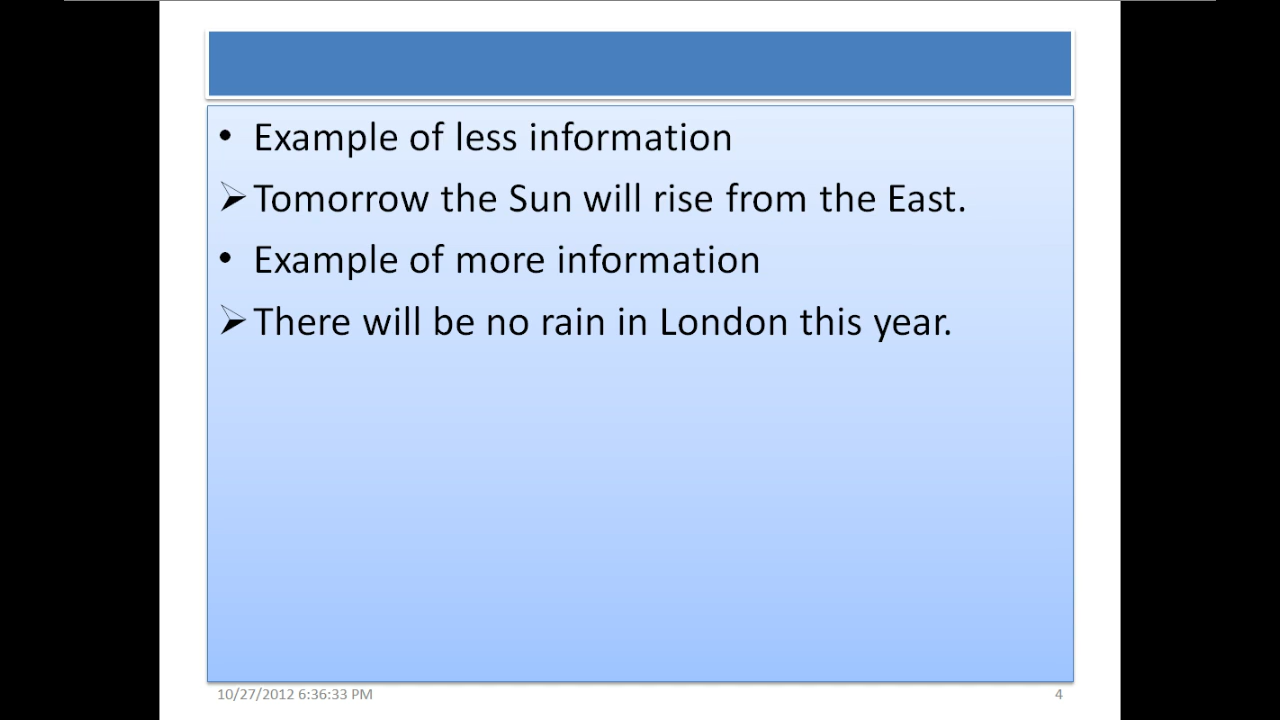 • Example of less information
➢ Tomorrow the Sun will rise from the East.
• Example of more information
➢ There will be no rain in London this year.
10/27/2012 6:36:33 PM
4